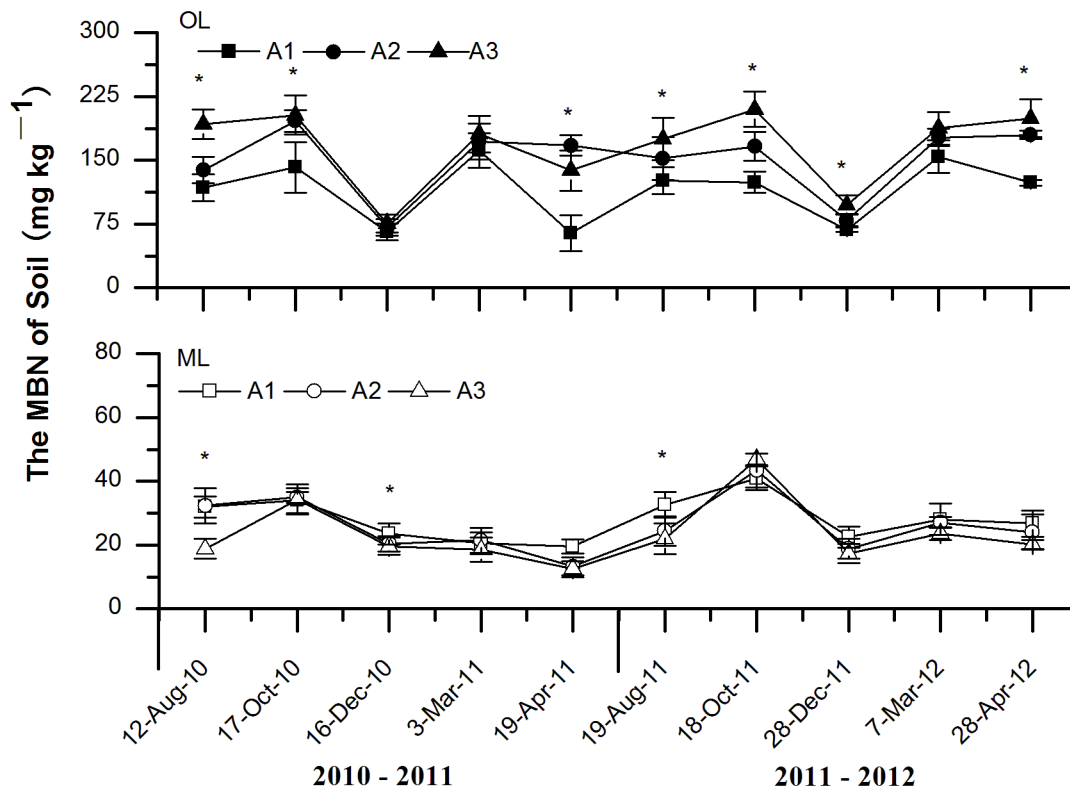 The MBN of Soil (mg kg⁻¹)
OL
A1 A2 A3
300
225
150
75
0
* * * * * * *
ML
A1 A2 A3
80
60
40
20
0
* * *
12-Aug-10 17-Oct-10 16-Dec-10 3-Mar-11 19-Apr-11 19-Aug-11 18-Oct-11 28-Dec-11 7-Mar-12 28-Apr-12
2010 - 2011 2011 - 2012